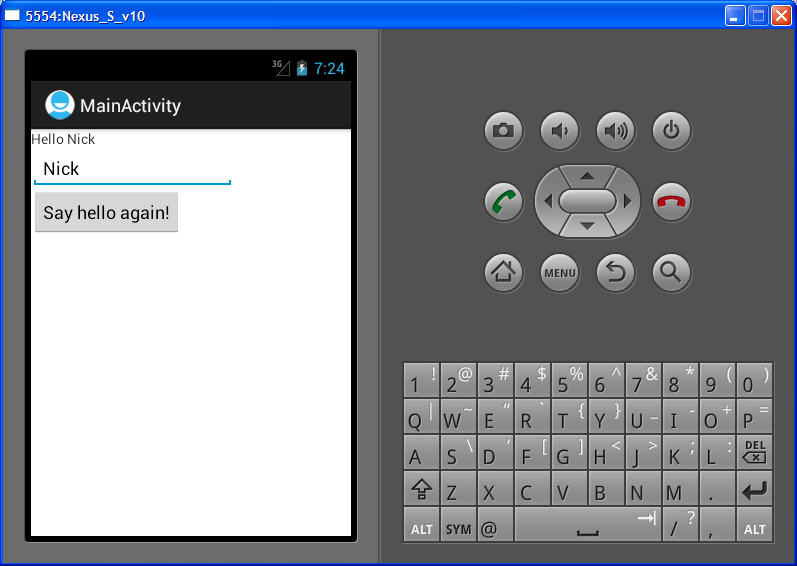 5554:Nexus_S_v10
3G 7:24
MainActivity
Hello Nick
Nick
Say hello again!
MENU
1 ! 2 @ 3 # 4 $ 5 % 6 ^ 7 & 8 * 9 ( 0 )
Q | W ~ E “ R ` T { Y } U _ I - O + P =
A S \ D ‘ F [ G ] H < J > K ; L : DEL
Z X C V B N M .
ALT SYM @ / ? , ALT